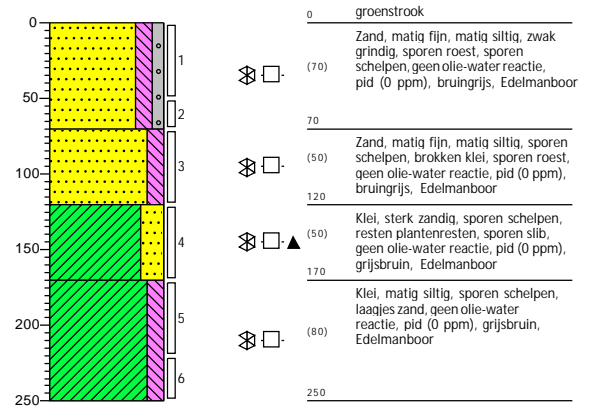 0
groenstrook
0
Zand, matig fijn, matig siltig, zwak
grindig, sporen roest, sporen
schelpen, geen olie-water reactie,
pid (0 ppm), bruingrijs, Edelmanboor
(70)
1
50
2
70
Zand, matig fijn, matig siltig, sporen
schelpen, brokken klei, sporen roest,
geen olie-water reactie, pid (0 ppm),
bruingrijs, Edelmanboor
(50)
3
100
120
Klei, sterk zandig, sporen schelpen,
resten plantenresten, sporen slib,
geen olie-water reactie, pid (0 ppm),
grijsbruin, Edelmanboor
(50)
4
150
170
Klei, matig siltig, sporen schelpen,
laagjes zand, geen olie-water
reactie, pid (0 ppm), grijsbruin,
Edelmanboor
(80)
5
200
6
250
250